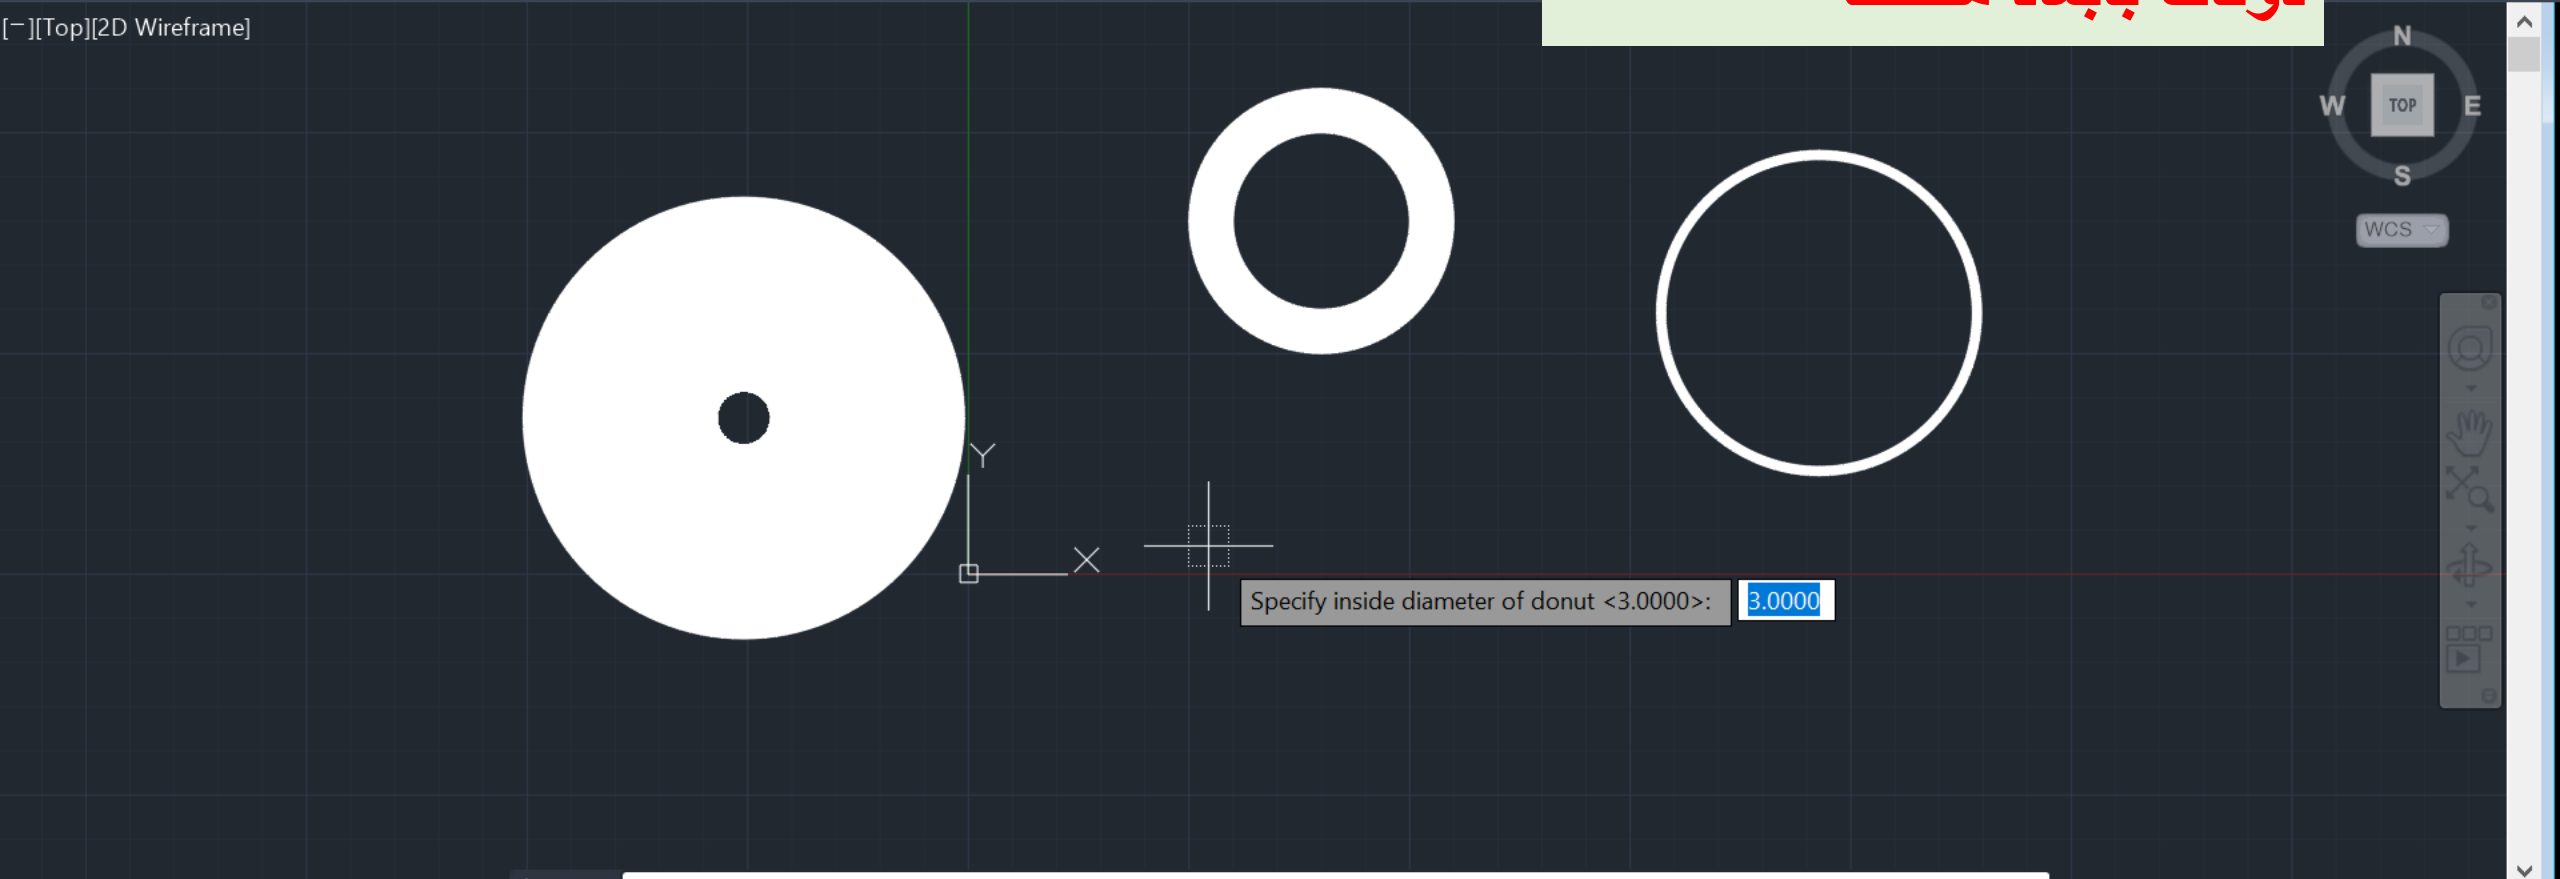 [−][Top][2D Wireframe]
N
W
TOP
E
S
WCS
Y
X
Specify inside diameter of donut <3.0000>:
3.0000